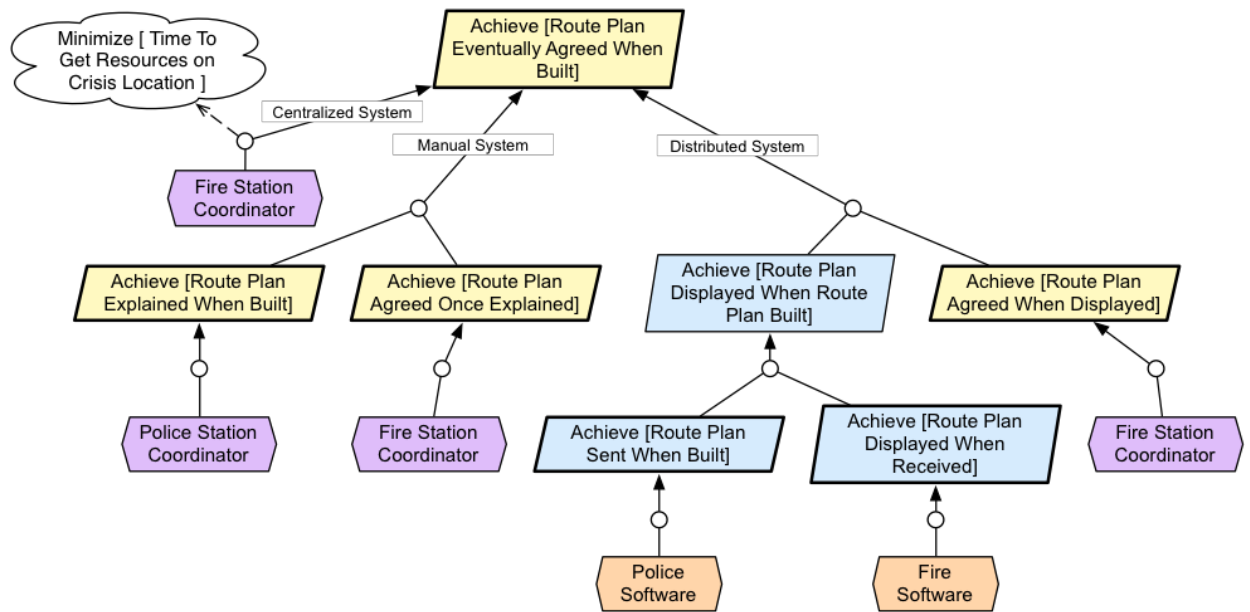 Minimize [ Time To
Get Resources on
Crisis Location ]
Achieve [Route Plan
Eventually Agreed When
Built]
Centralized System
Manual System
Distributed System
Fire Station
Coordinator
Achieve [Route Plan
Explained When Built]
Achieve [Route Plan
Agreed Once Explained]
Achieve [Route Plan
Displayed When Route
Plan Built]
Achieve [Route Plan
Agreed When Displayed]
Police Station
Coordinator
Fire Station
Coordinator
Achieve [Route Plan
Sent When Built]
Achieve [Route Plan
Displayed When
Received]
Fire Station
Coordinator
Police
Software
Fire
Software